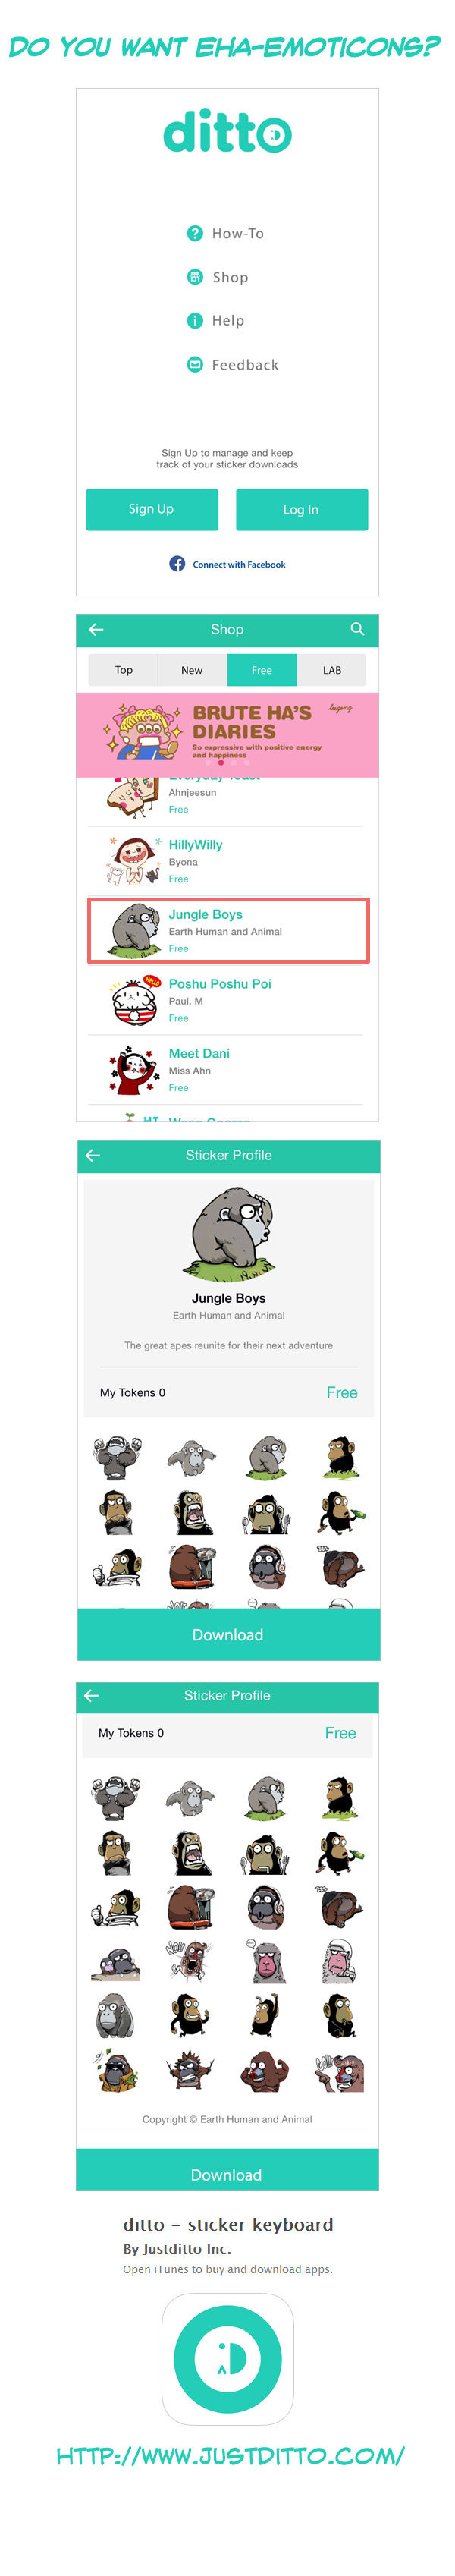 DO YOU WANT EHA-EMOTICONS?
ditto
How-To
Shop
Help
Feedback
Sign Up to manage and keep
track of your sticker downloads
Sign Up
Log In
Connect with Facebook
Shop
Top
New
Free
LAB
BRUTE HA'S
DIARIES
So expressive with positive energy
and happiness
Everyday Toast
Ahnjeesun
Free
HillyWilly
Byona
Free
Jungle Boys
Earth Human and Animal
Free
HELLO
Poshu Poshu Poi
Paul. M
Free
Meet Dani
Miss Ahn
Free
HI
Sticker Profile
Jungle Boys
Earth Human and Animal
The great apes reunite for their next adventure
My Tokens 0
Free
Download
Sticker Profile
My Tokens 0
Free
Copyright © Earth Human and Animal
Download
ditto – sticker keyboard
By Justditto Inc.
Open iTunes to buy and download apps.
HTTP://WWW.JUSTDITTO.COM/